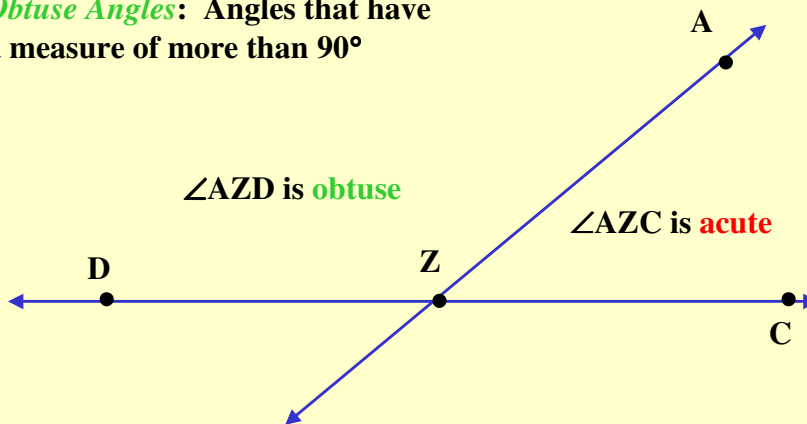 Obtuse Angles: Angles that have
measure of more than 90°
A
∠AZD is obtuse
∠AZC is acute
D
Z
C